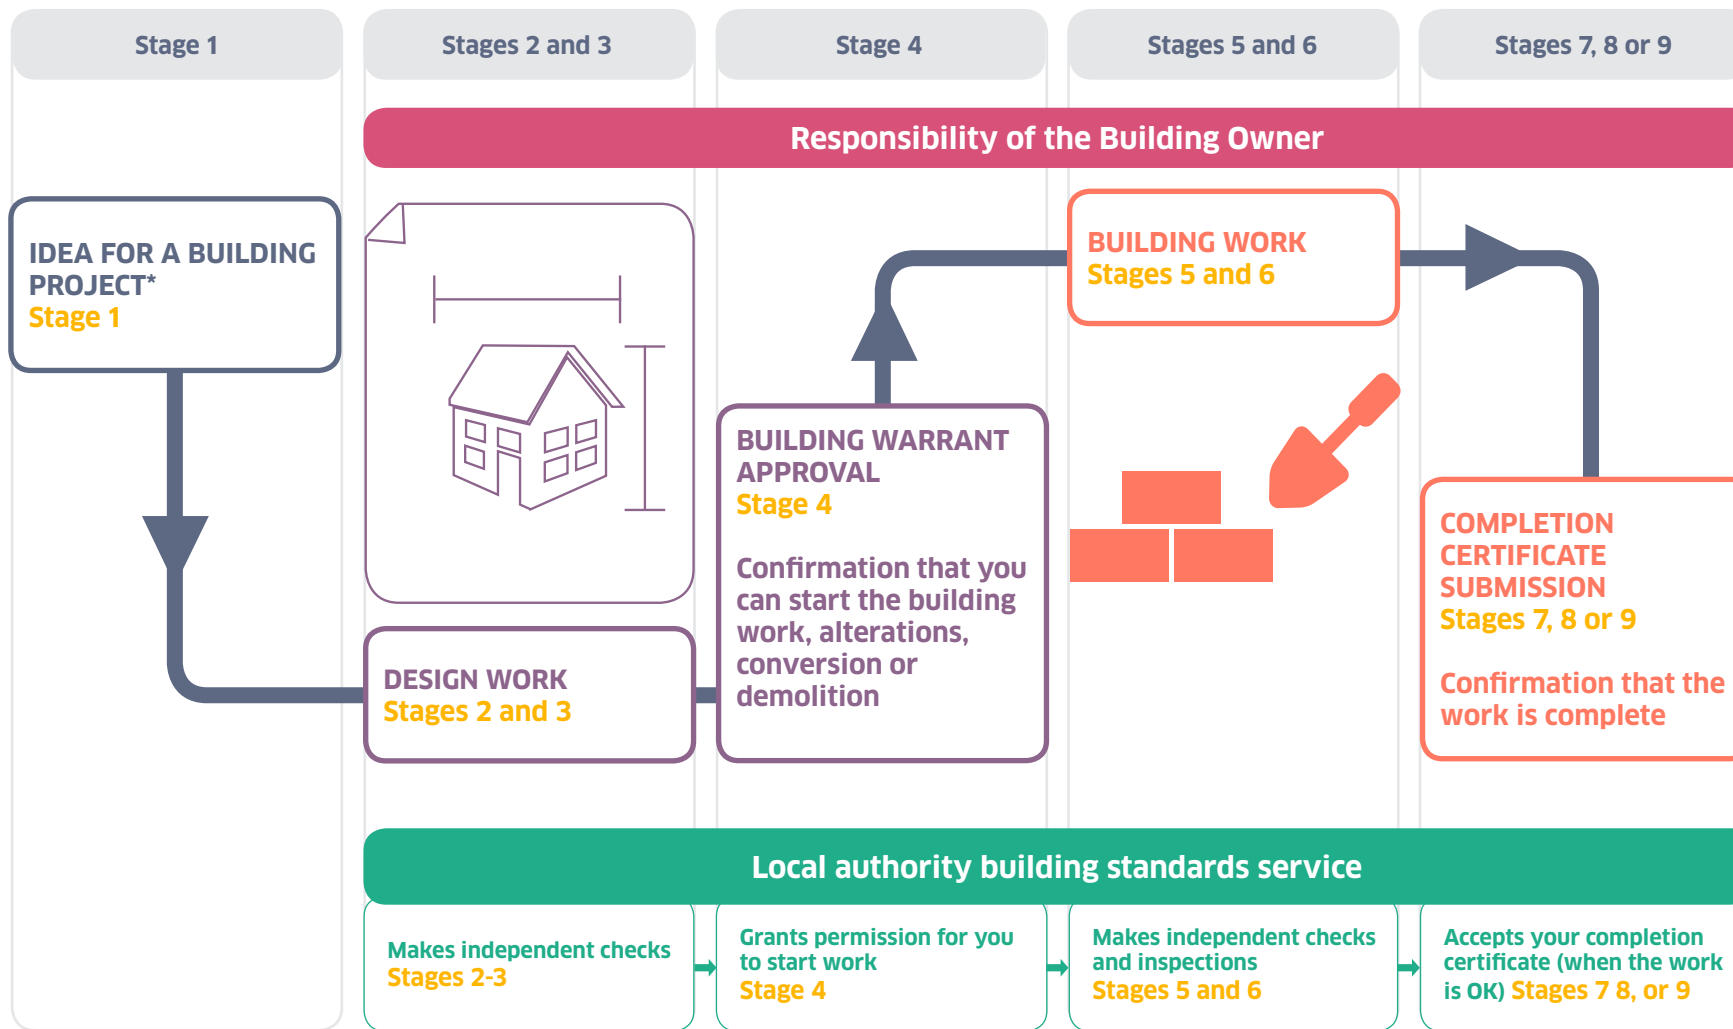 Stage 1
Stages 2 and 3
Stage 4
Stages 5 and 6
Stages 7, 8 or 9
Responsibility of the Building Owner
IDEA FOR A BUILDING
PROJECT*
Stage 1
DESIGN WORK
Stages 2 and 3
BUILDING WARRANT
APPROVAL
Stage 4
Confirmation that you
can start the building
work, alterations,
conversion or
demolition
BUILDING WORK
Stages 5 and 6
COMPLETION
CERTIFICATE
SUBMISSION
Stages 7, 8 or 9
Confirmation that the
work is complete
Local authority building standards service
Makes independent checks
Stages 2-3
Grants permission for you
to start work
Stage 4
Makes independent checks
and inspections
Stages 5 and 6
Accepts your completion
certificate (when the work
is OK) Stages 7 8, or 9